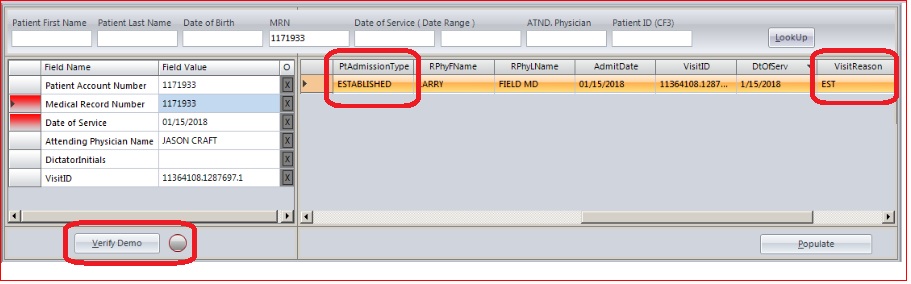 Patient First Name Patient Last Name Date of Birth MRN Date of Service ( Date Range ) ATND. Physician Patient ID (CF3)
1171933
LookUp
Field Name Field Value O
Patient Account Number 1171933 X
Medical Record Number 1171933 X
Date of Service 01/15/2018 X
Attending Physician Name JASON CRAFT X
DictatorInitials X
VisitID 11364108.1287697.1 X
PtAdmissionType RPhyFName RPhyLName AdmitDate VisitID DtOfServ VisitReason
ESTABLISHED ARRY FIELD MD 01/15/2018 11364108.1287... 1/15/2018 EST
Verify Demo
Populate